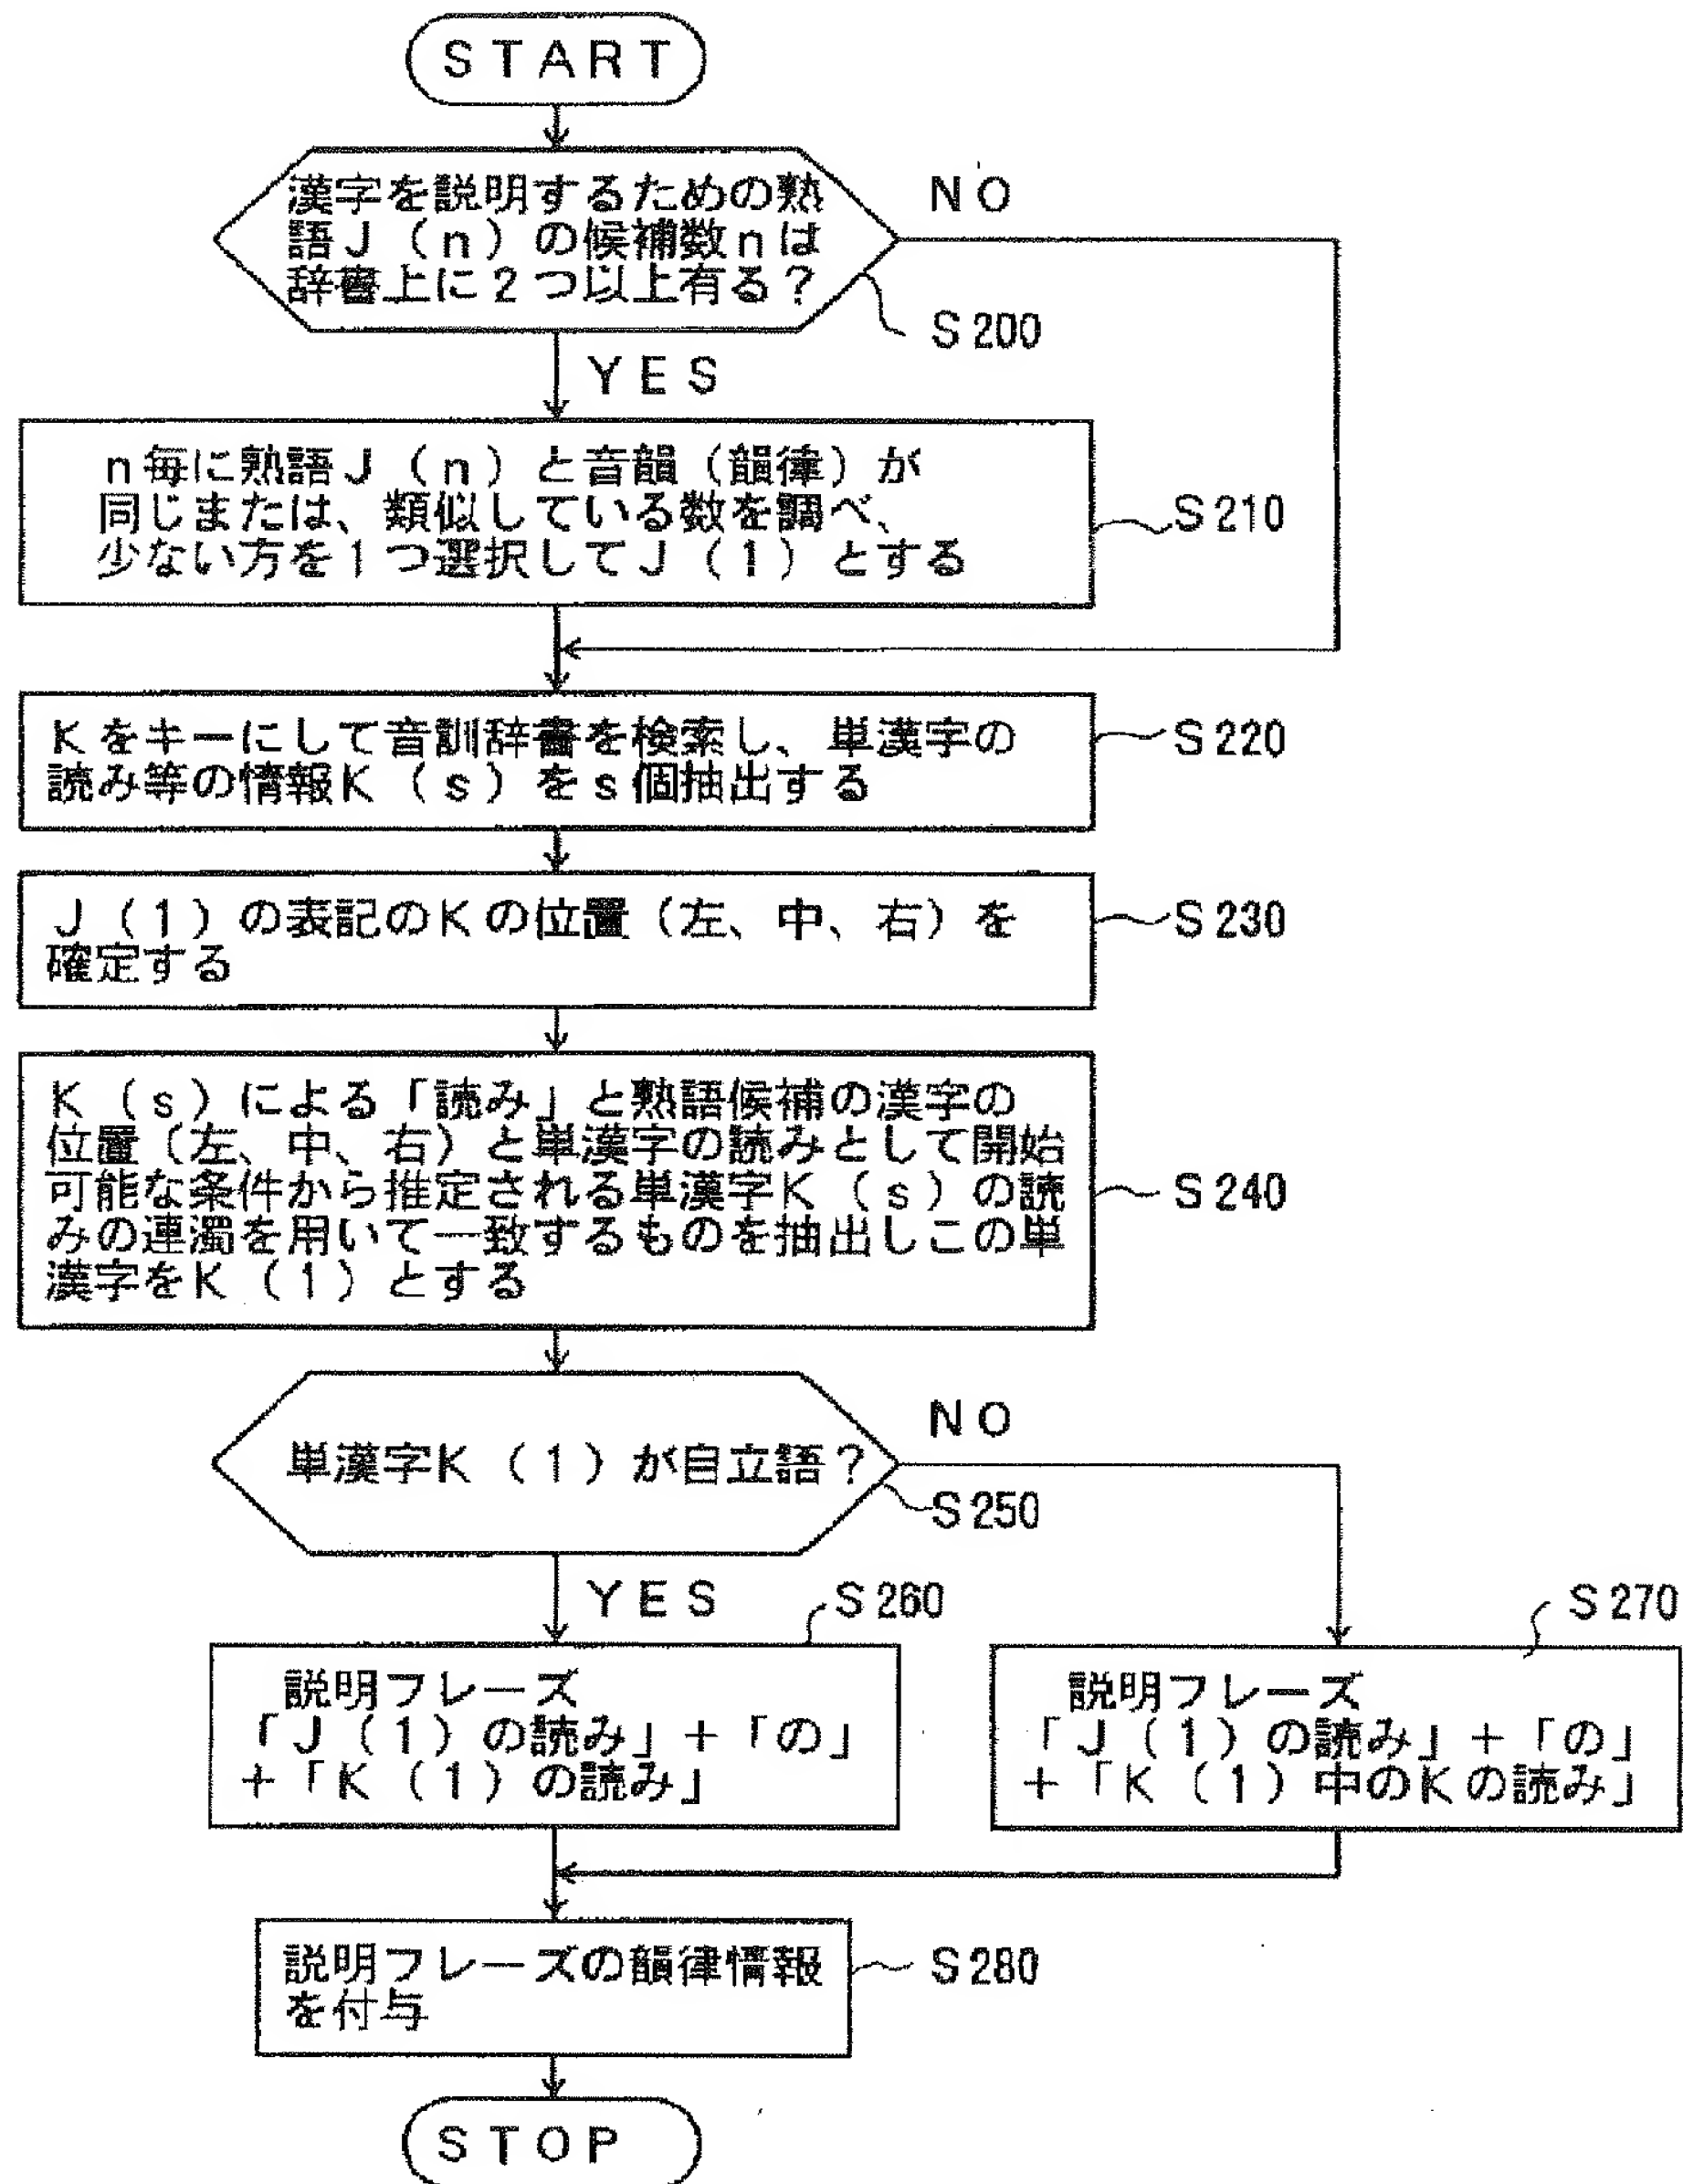 START
漢字を説明するための熟
語J(n)の候補数nは
辞書上に2つ以上有る?
NO
S200
YES
n毎に熟語J(n)と音韻(韻律)が
同じまたは、類似している数を調べ、
少ない方を1つ選択してJ(1)とする
S210
Kをキーにして音訓辞書を検索し、単漢字の
読み等の情報K(s)をs個抽出する
S220
J(1)の表記のKの位置(左、中、右)を
確定する
S230
K(s)による「読み」と熟語候補の漢字の
位置(左、中、右)と単漢字の読みとして開始
可能な条件から推定される単漢字K(s)の読
みの連濁を用いて一致するものを抽出しこの単
漢字をK(1)とする
S240
単漢字K(1)が自立語?
NO
S250
YES
S260
説明フレーズ
「J(1)の読み」+「の」
+「K(1)の読み」
S270
説明フレーズ
「J(1)の読み」+「の」
+「K(1)中のKの読み」
説明フレーズの韻律情報
を付与
S280
STOP